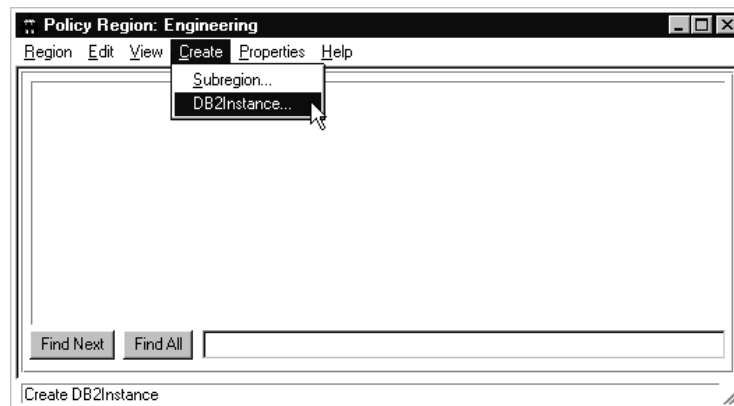 Policy Region: Engineering
Region Edit View Create Properties Help
Subregion...
DB2Instance...
Find Next Find All
Create DB2Instance